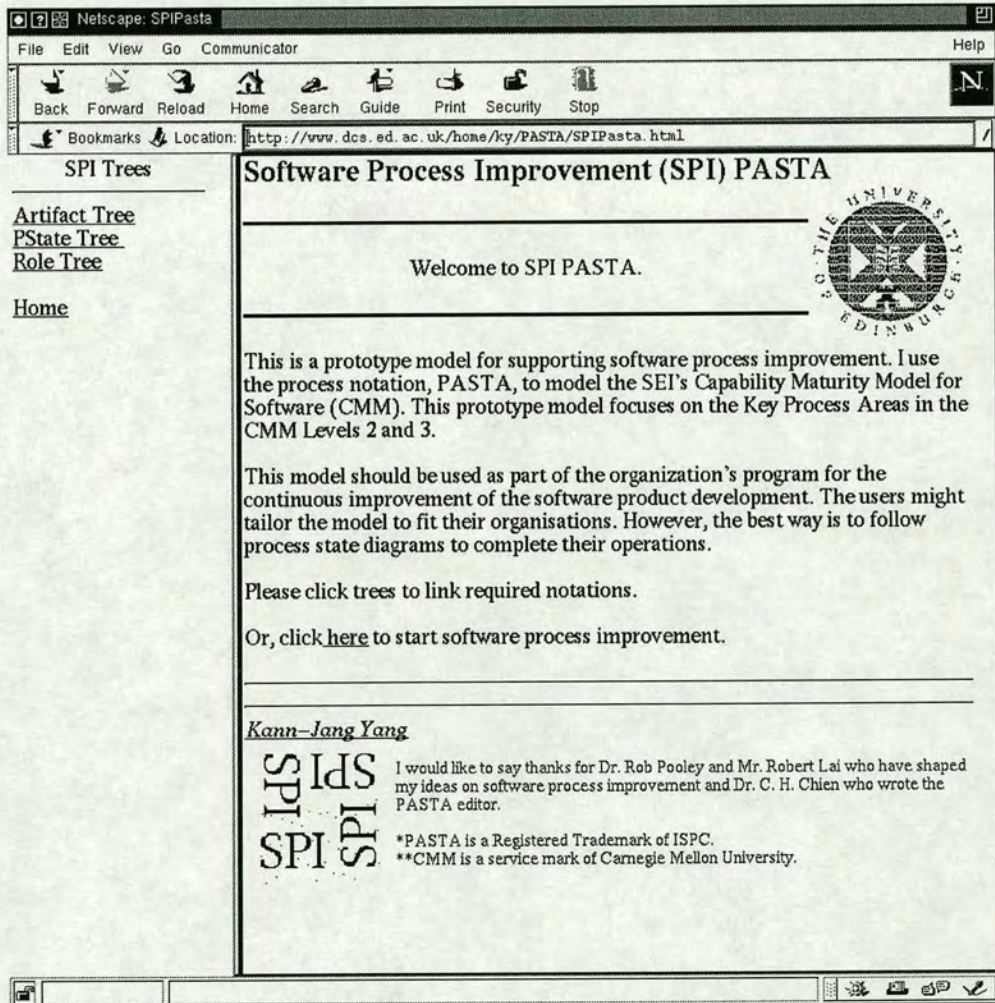 Netscape: SPIPasta
File Edit View Go Communicator Help
Back Forward Reload Home Search Guide Print Security Stop
N
Bookmarks Location: http://www.dcs.ed.ac.uk/home/ky/PASTA/SPIPasta.html
SPI Trees
Artifact Tree
PState Tree
Role Tree
Home
Software Process Improvement (SPI) PASTA
THE UNIVERSITY OF EDINBURGH
Welcome to SPI PASTA.
This is a prototype model for supporting software process improvement. I use
the process notation, PASTA, to model the SEI's Capability Maturity Model for
Software (CMM). This prototype model focuses on the Key Process Areas in the
CMM Levels 2 and 3.
This model should be used as part of the organization's program for the
continuous improvement of the software product development. The users might
tailor the model to fit their organisations. However, the best way is to follow
process state diagrams to complete their operations.
Please click trees to link required notations.
Or, click here to start software process improvement.
Kann-Jang Yang
SPI SPI
SPI SPI
I would like to say thanks for Dr. Rob Pooley and Mr. Robert Lai who have shaped
my ideas on software process improvement and Dr. C. H. Chien who wrote the
PASTA editor.
*PASTA is a Registered Trademark of ISPC.
**CMM is a service mark of Carnegie Mellon University.